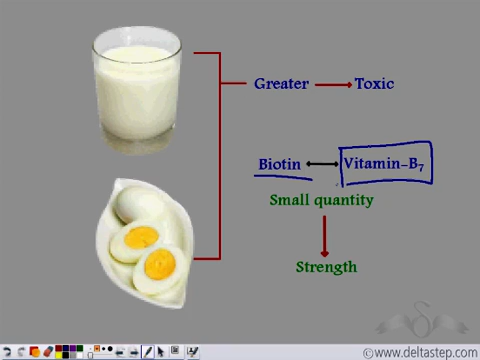 Greater → Toxic
Biotin ↔ Vitamin-B₇
Small quantity
Strength
©www.deltastep.com